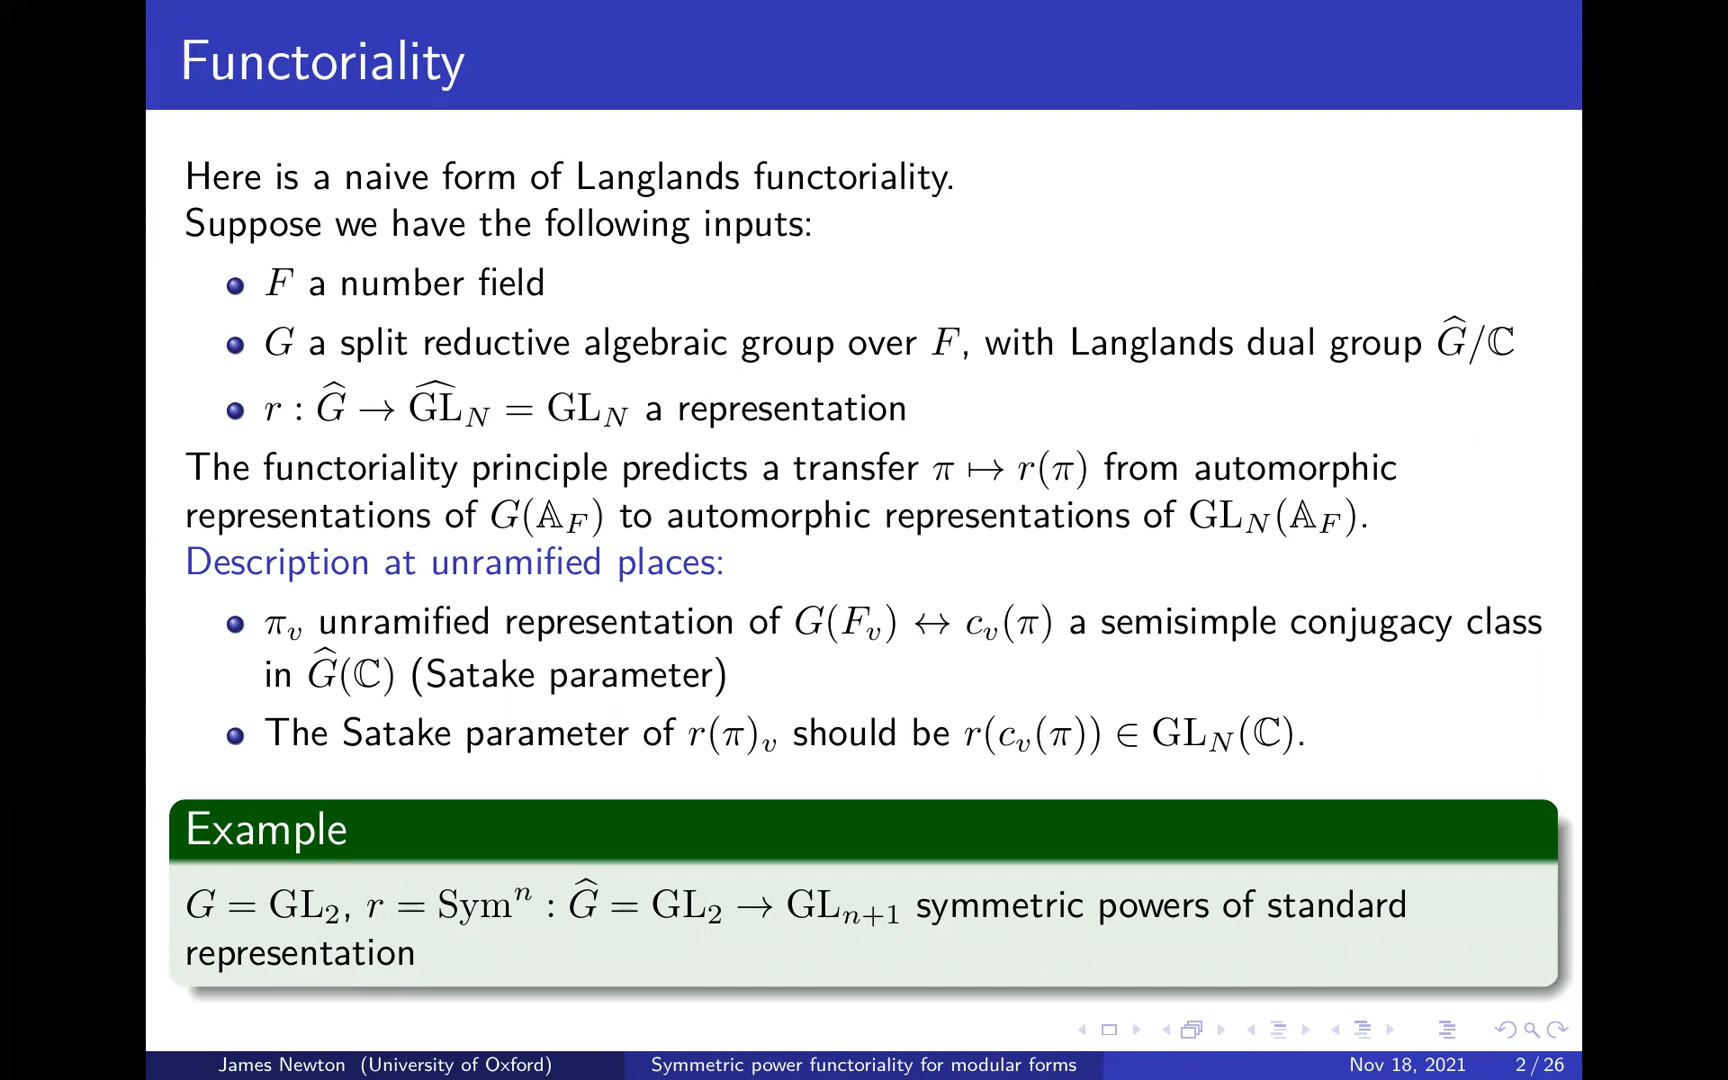 Functoriality
Here is a naive form of Langlands functoriality.
Suppose we have the following inputs:
F a number field
G a split reductive algebraic group over F, with Langlands dual group Ĝ/ℂ
r : Ĝ → \widehat{GL}_N = GL_N a representation
The functoriality principle predicts a transfer π ↦ r(π) from automorphic
representations of G(𝔸_F) to automorphic representations of GL_N(𝔸_F).
Description at unramified places:
π_v unramified representation of G(F_v) ↔ c_v(π) a semisimple conjugacy class
in Ĝ(ℂ) (Satake parameter)
The Satake parameter of r(π)_v should be r(c_v(π)) ∈ GL_N(ℂ).
Example
G = GL_2, r = Sym^n : Ĝ = GL_2 → GL_{n+1} symmetric powers of standard
representation
James Newton (University of Oxford) Symmetric power functoriality for modular forms Nov 18, 2021 2 / 26